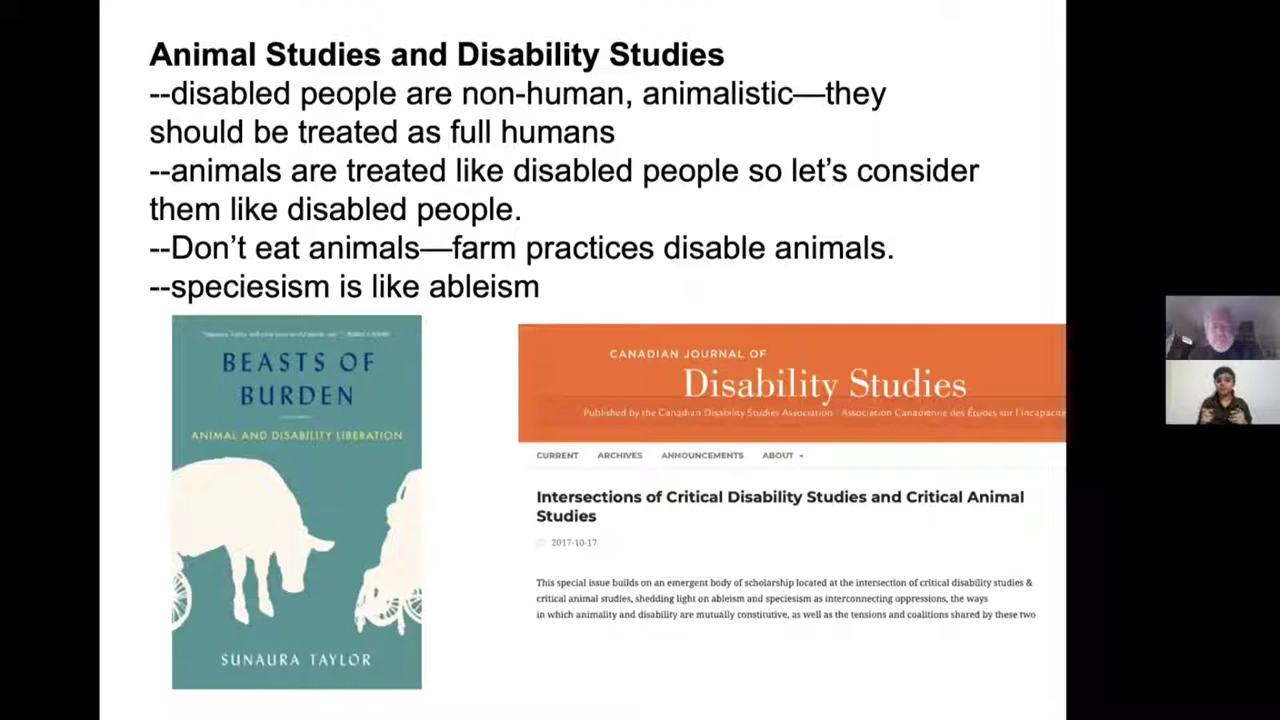 Animal Studies and Disability Studies
--disabled people are non-human, animalistic—they
should be treated as full humans
--animals are treated like disabled people so let’s consider
them like disabled people.
--Don’t eat animals—farm practices disable animals.
--speciesism is like ableism
BEASTS OF
BURDEN
ANIMAL AND DISABILITY LIBERATION
SUNAURA TAYLOR
CANADIAN JOURNAL OF
Disability Studies
Published by the Canadian Disability Studies Association · Association Canadienne des Études sur l'incapacité
CURRENT ARCHIVES ANNOUNCEMENTS ABOUT
Intersections of Critical Disability Studies and Critical Animal
Studies
2017-10-17
This special issue builds on an emergent body of scholarship located at the intersection of critical disability studies &
critical animal studies, shedding light on ableism and speciesism as interconnecting oppressions, the ways
in which animality and disability are mutually constitutive, as well as the tensions and coalitions shared by these two